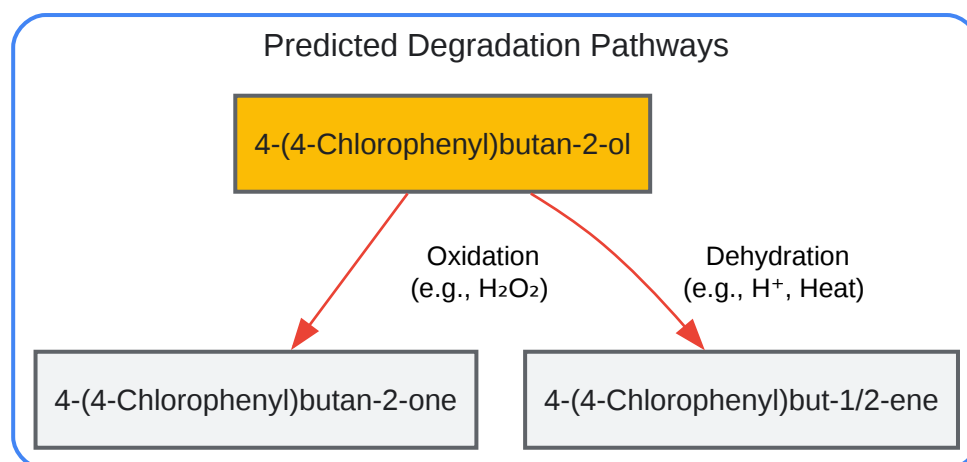 Predicted Degradation Pathways
4-(4-Chlorophenyl)butan-2-ol
Oxidation
(e.g., H₂O₂)
Dehydration
(e.g., H⁺, Heat)
4-(4-Chlorophenyl)butan-2-one
4-(4-Chlorophenyl)but-1/2-ene